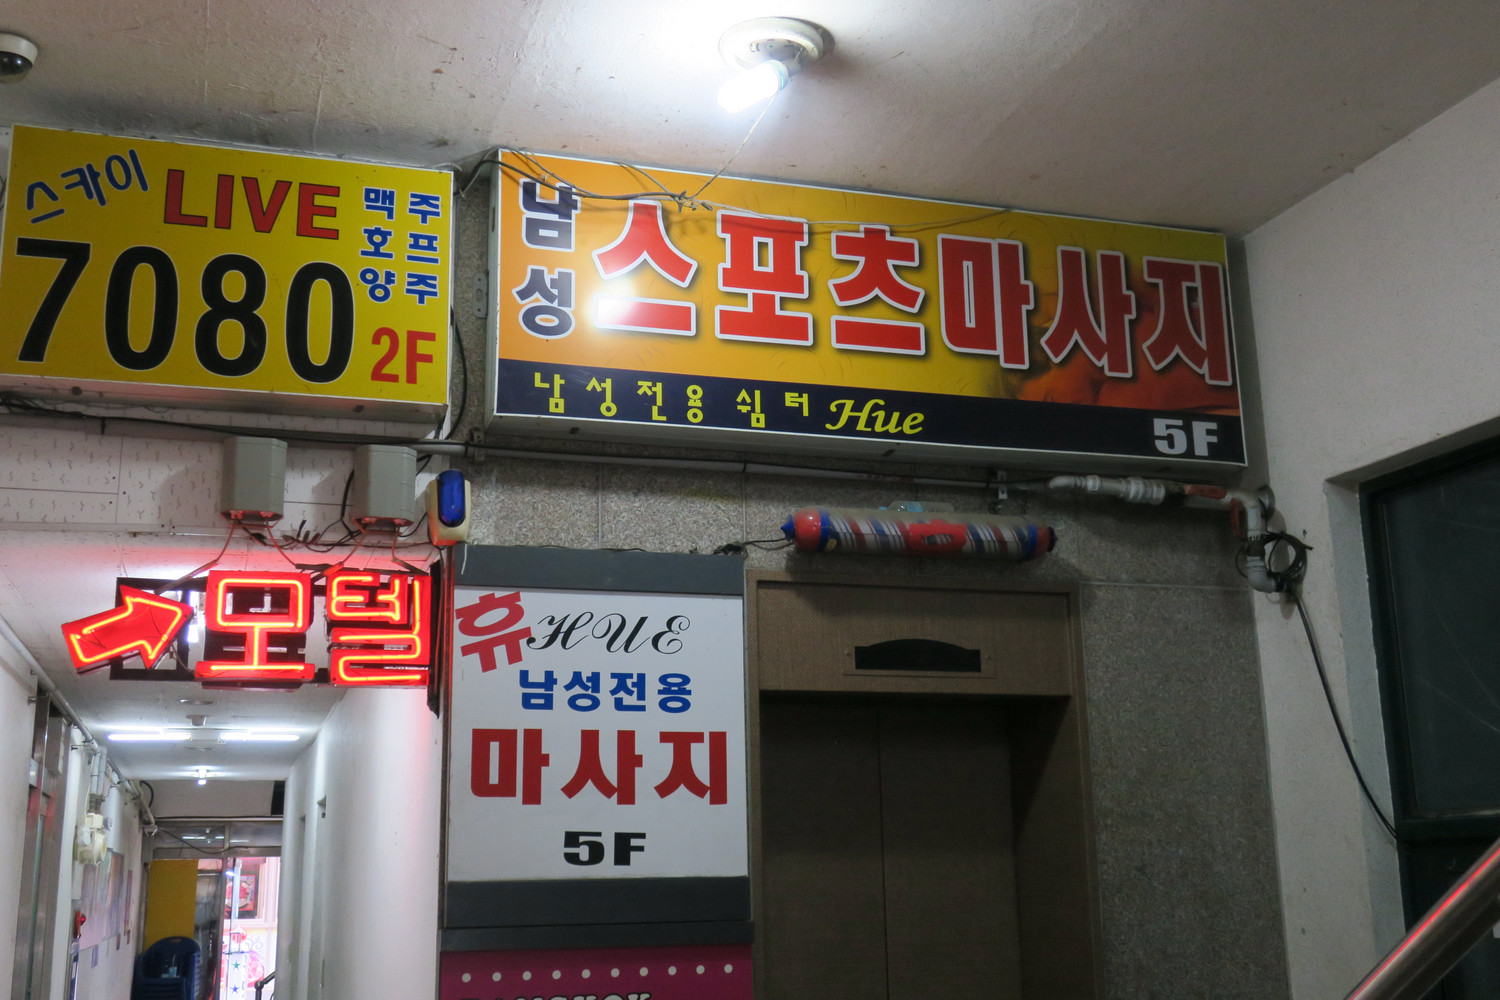 스카이 LIVE
7080
맥주
호프
양주
2F
남성
스포츠마사지
남성전용 쉼터 Hue
5F
모텔
휴 HUE
남성전용
마사지
5F